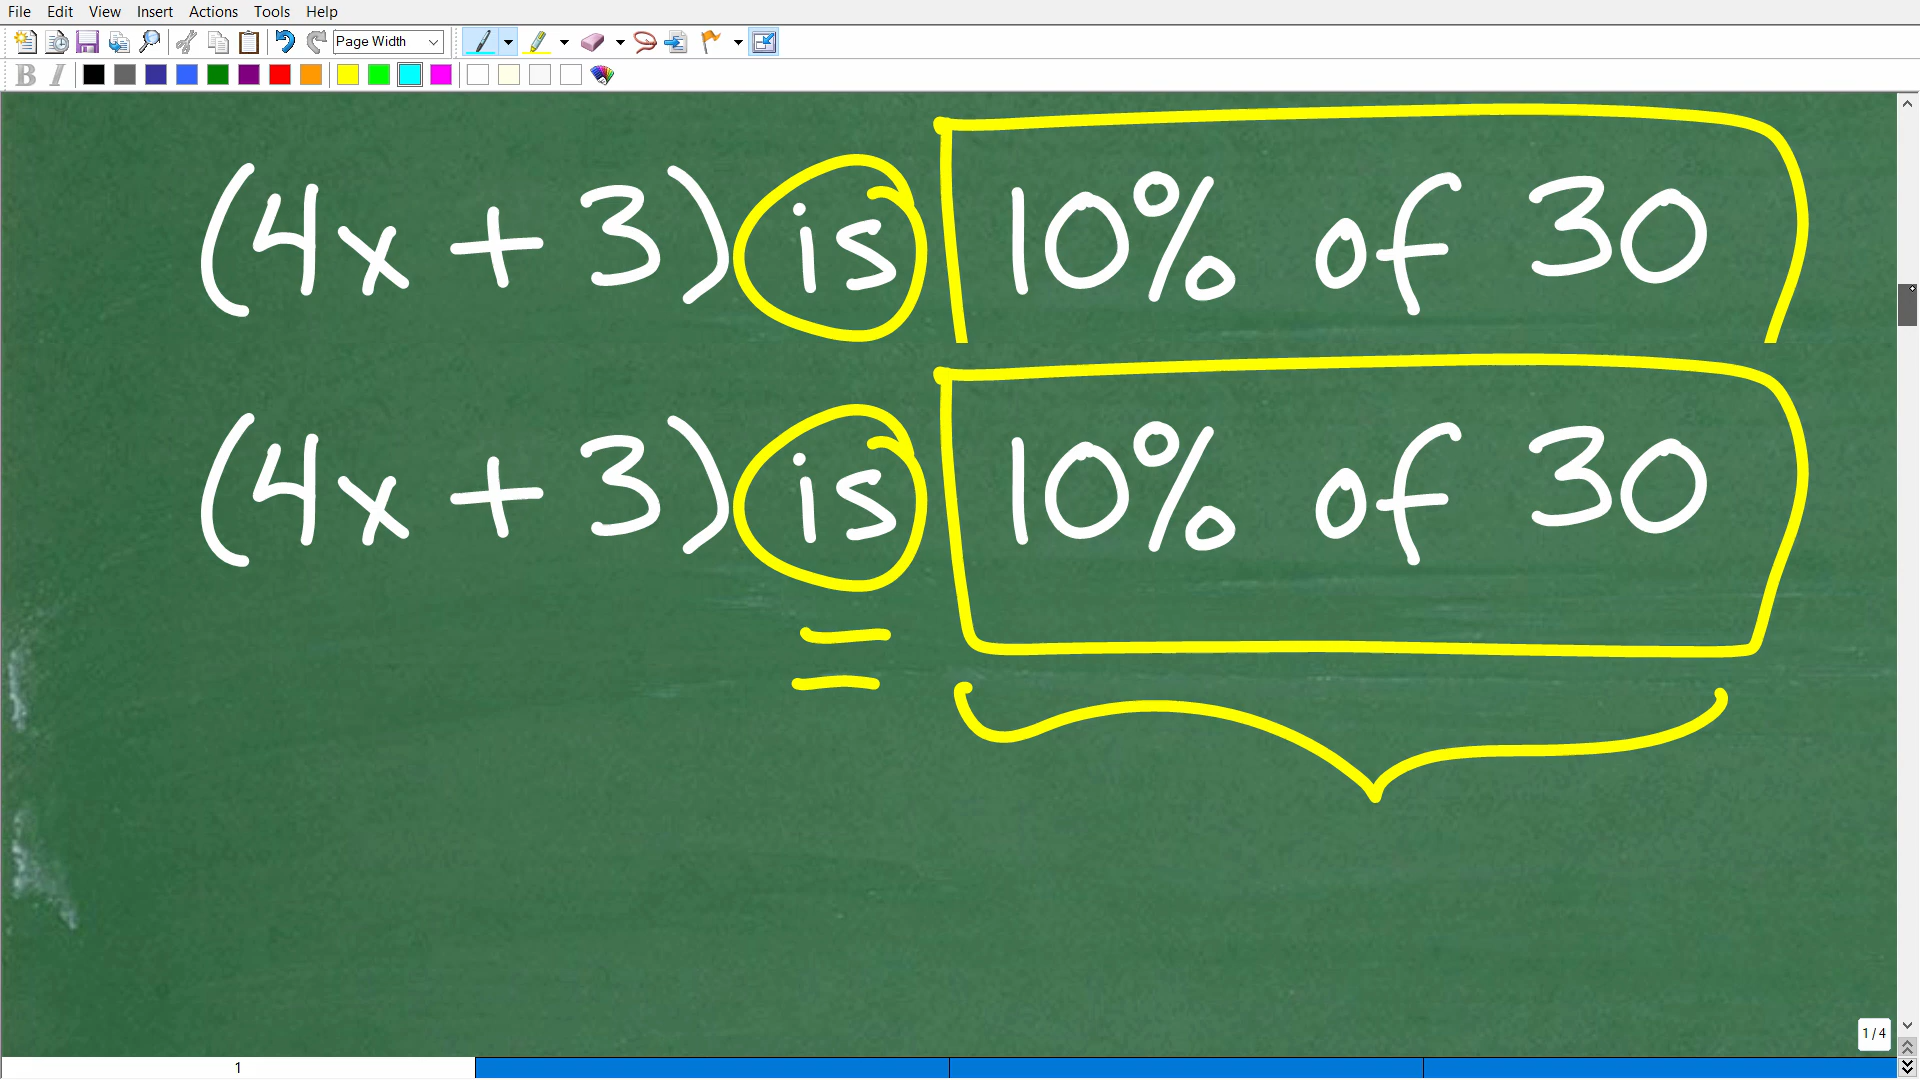 File Edit View Insert Actions Tools Help
Page Width
B I
(4x + 3) is 10% of 30
(4x + 3) is 10% of 30
=
1 / 4
1